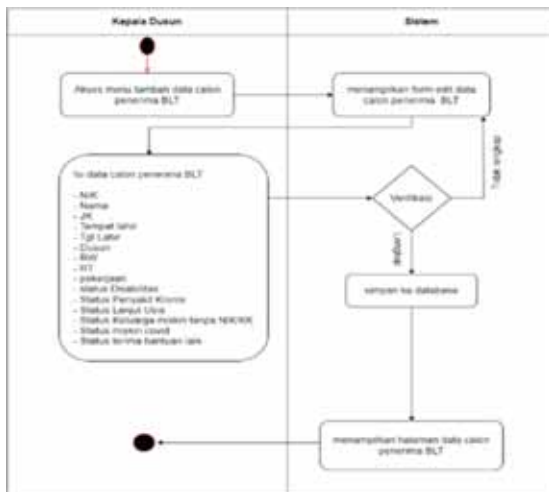 Kepala Dusun
Sistem
Akses menu tambah data calon
penerima BLT
menampilkan form edit data
calon penerima BLT
Isi data calon penerima BLT
- NIK
- Nama
- JK
- Tempat lahir
- Tgl Lahir
- Dusun
- RW
- RT
- pekerjaan
- status Disabilitas
- Status Penyakit Kronis
- Status Lanjut Usia
- Status Keluarga miskin tanpa NIK/KK
- Status miskin covid
- Status terima bantuan lain
Verifikasi
Tidak lengkap
Lengkap
simpan ke database
menampilkan halaman data calon
penerima BLT